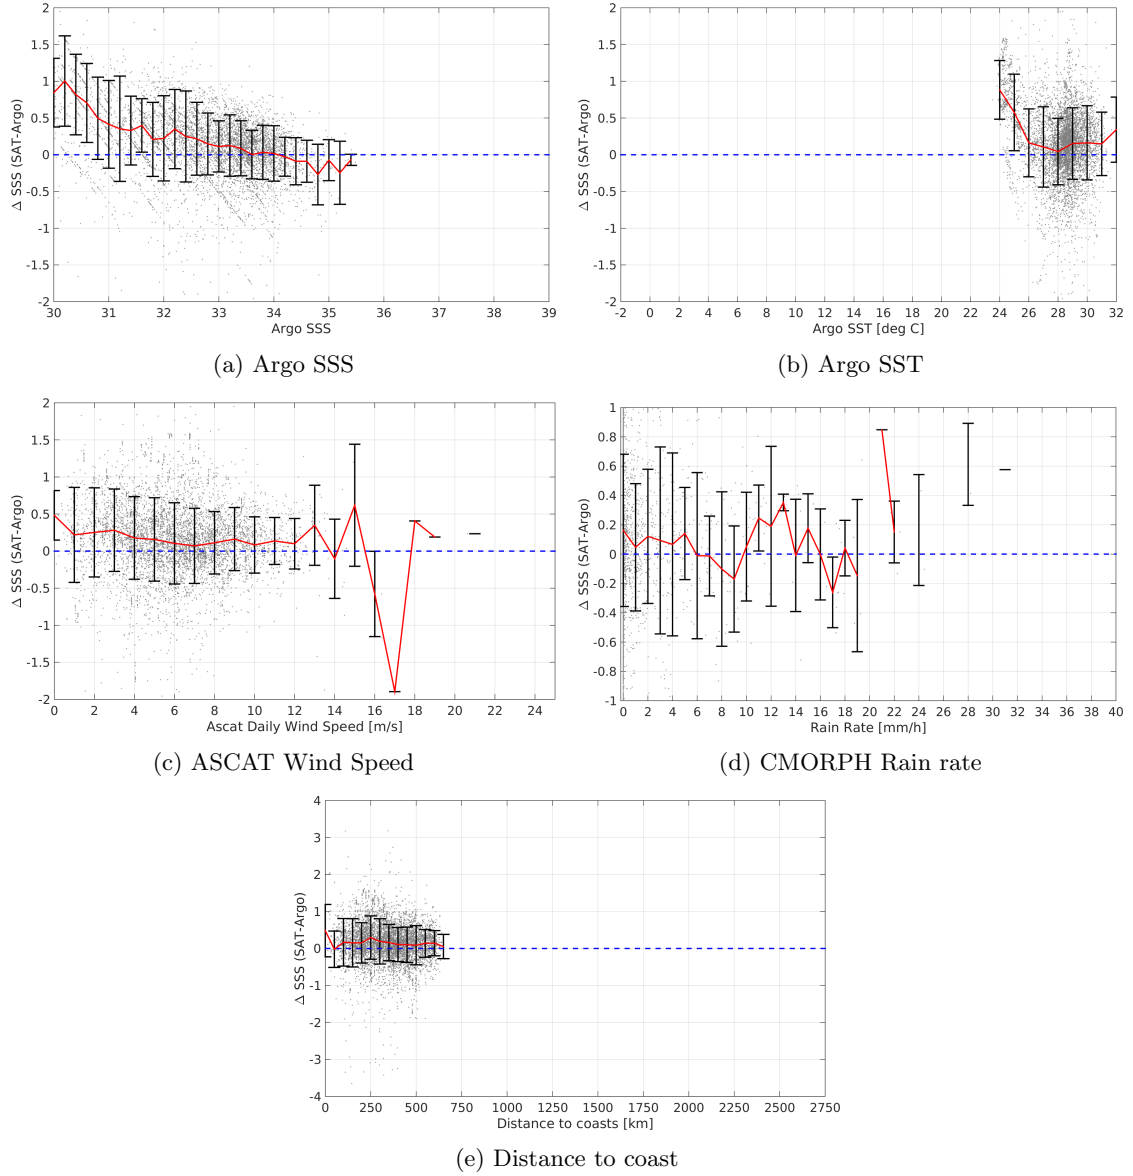 2
1.5
1
0.5
0
-0.5
-1
-1.5
-2
Δ SSS (SAT-Argo)
30 31 32 33 34 35 36 37 38 39
Argo SSS
(a) Argo SSS
2
1.5
1
0.5
0
-0.5
-1
-1.5
-2
Δ SSS (SAT-Argo)
-2 0 2 4 6 8 10 12 14 16 18 20 22 24 26 28 30 32
Argo SST [deg C]
(b) Argo SST
2
1.5
1
0.5
0
-0.5
-1
-1.5
-2
Δ SSS (SAT-Argo)
0 2 4 6 8 10 12 14 16 18 20 22 24
Ascat Daily Wind Speed [m/s]
(c) ASCAT Wind Speed
1
0.8
0.6
0.4
0.2
0
-0.2
-0.4
-0.6
-0.8
-1
Δ SSS (SAT-Argo)
0 2 4 6 8 10 12 14 16 18 20 22 24 26 28 30 32 34 36 38 40
Rain Rate [mm/h]
(d) CMORPH Rain rate
4
3
2
1
0
-1
-2
-3
-4
Δ SSS (SAT-Argo)
0 250 500 750 1000 1250 1500 1750 2000 2250 2500 2750
Distance to coasts [km]
(e) Distance to coast